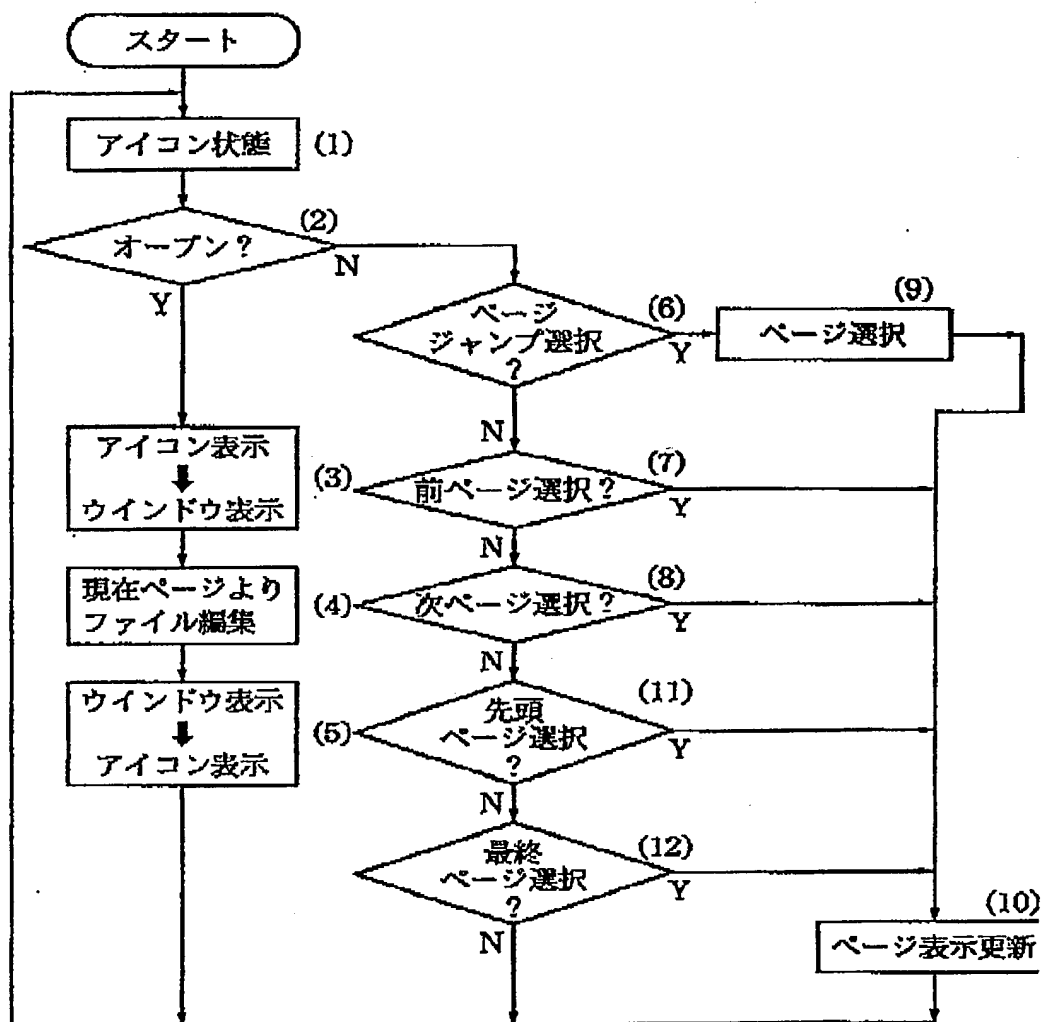 スタート
アイコン状態
(1)
オープン?
(2)
N
Y
ページ
ジャンプ選択
?
(6)
Y
N
(9)
ページ選択
アイコン表示
ウインドウ表示
(3)
前ページ選択?
(7)
Y
N
現在ページより
ファイル編集
(4)
次ページ選択?
(8)
Y
N
ウインドウ表示
アイコン表示
(5)
先頭
ページ選択
?
(11)
Y
N
最終
ページ選択
?
(12)
Y
N
(10)
ページ表示更新